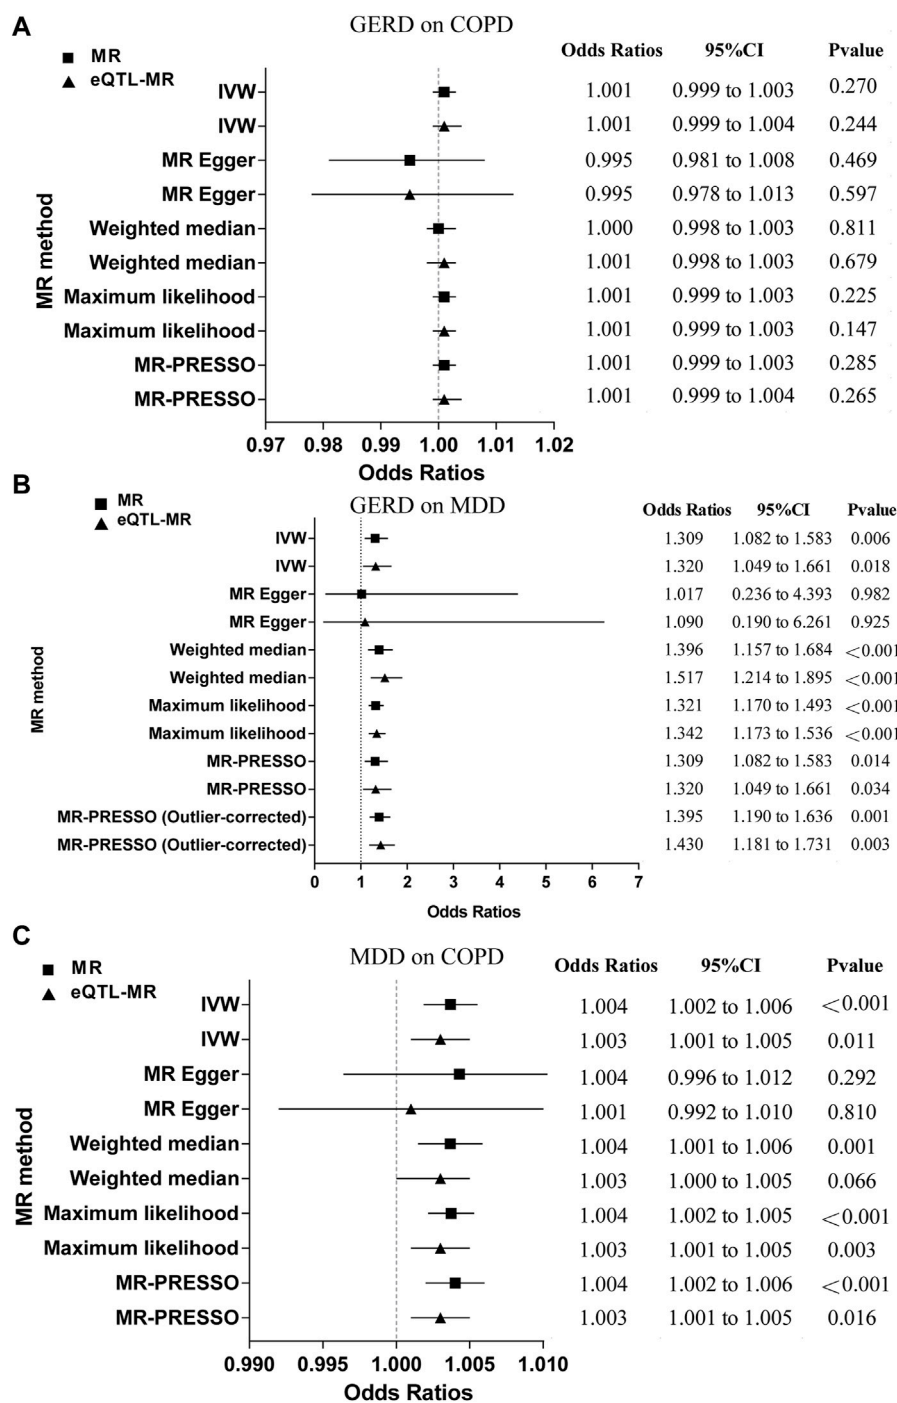 A
GERD on COPD
MR
eQTL-MR
Odds Ratios 95%CI Pvalue
IVW 1.001 0.999 to 1.003 0.270
IVW 1.001 0.999 to 1.004 0.244
MR Egger 0.995 0.981 to 1.008 0.469
MR Egger 0.995 0.978 to 1.013 0.597
Weighted median 1.000 0.998 to 1.003 0.811
Weighted median 1.001 0.998 to 1.003 0.679
Maximum likelihood 1.001 0.999 to 1.003 0.225
Maximum likelihood 1.001 0.999 to 1.003 0.147
MR-PRESSO 1.001 0.999 to 1.003 0.285
MR-PRESSO 1.001 0.999 to 1.004 0.265
MR method
0.97 0.98 0.99 1.00 1.01 1.02
Odds Ratios
B
GERD on MDD
MR
eQTL-MR
Odds Ratios 95%CI Pvalue
IVW 1.309 1.082 to 1.583 0.006
IVW 1.320 1.049 to 1.661 0.018
MR Egger 1.017 0.236 to 4.393 0.982
MR Egger 1.090 0.190 to 6.261 0.925
Weighted median 1.396 1.157 to 1.684 <0.001
Weighted median 1.517 1.214 to 1.895 <0.001
Maximum likelihood 1.321 1.170 to 1.493 <0.001
Maximum likelihood 1.342 1.173 to 1.536 <0.001
MR-PRESSO 1.309 1.082 to 1.583 0.014
MR-PRESSO 1.320 1.049 to 1.661 0.034
MR-PRESSO (Outlier-corrected) 1.395 1.190 to 1.636 0.001
MR-PRESSO (Outlier-corrected) 1.430 1.181 to 1.731 0.003
MR method
0 1 2 3 4 5 6 7
Odds Ratios
C
MDD on COPD
MR
eQTL-MR
Odds Ratios 95%CI Pvalue
IVW 1.004 1.002 to 1.006 <0.001
IVW 1.003 1.001 to 1.005 0.011
MR Egger 1.004 0.996 to 1.012 0.292
MR Egger 1.001 0.992 to 1.010 0.810
Weighted median 1.004 1.001 to 1.006 0.001
Weighted median 1.003 1.000 to 1.005 0.066
Maximum likelihood 1.004 1.002 to 1.005 <0.001
Maximum likelihood 1.003 1.001 to 1.005 0.003
MR-PRESSO 1.004 1.002 to 1.006 <0.001
MR-PRESSO 1.003 1.001 to 1.005 0.016
MR method
0.990 0.995 1.000 1.005 1.010
Odds Ratios